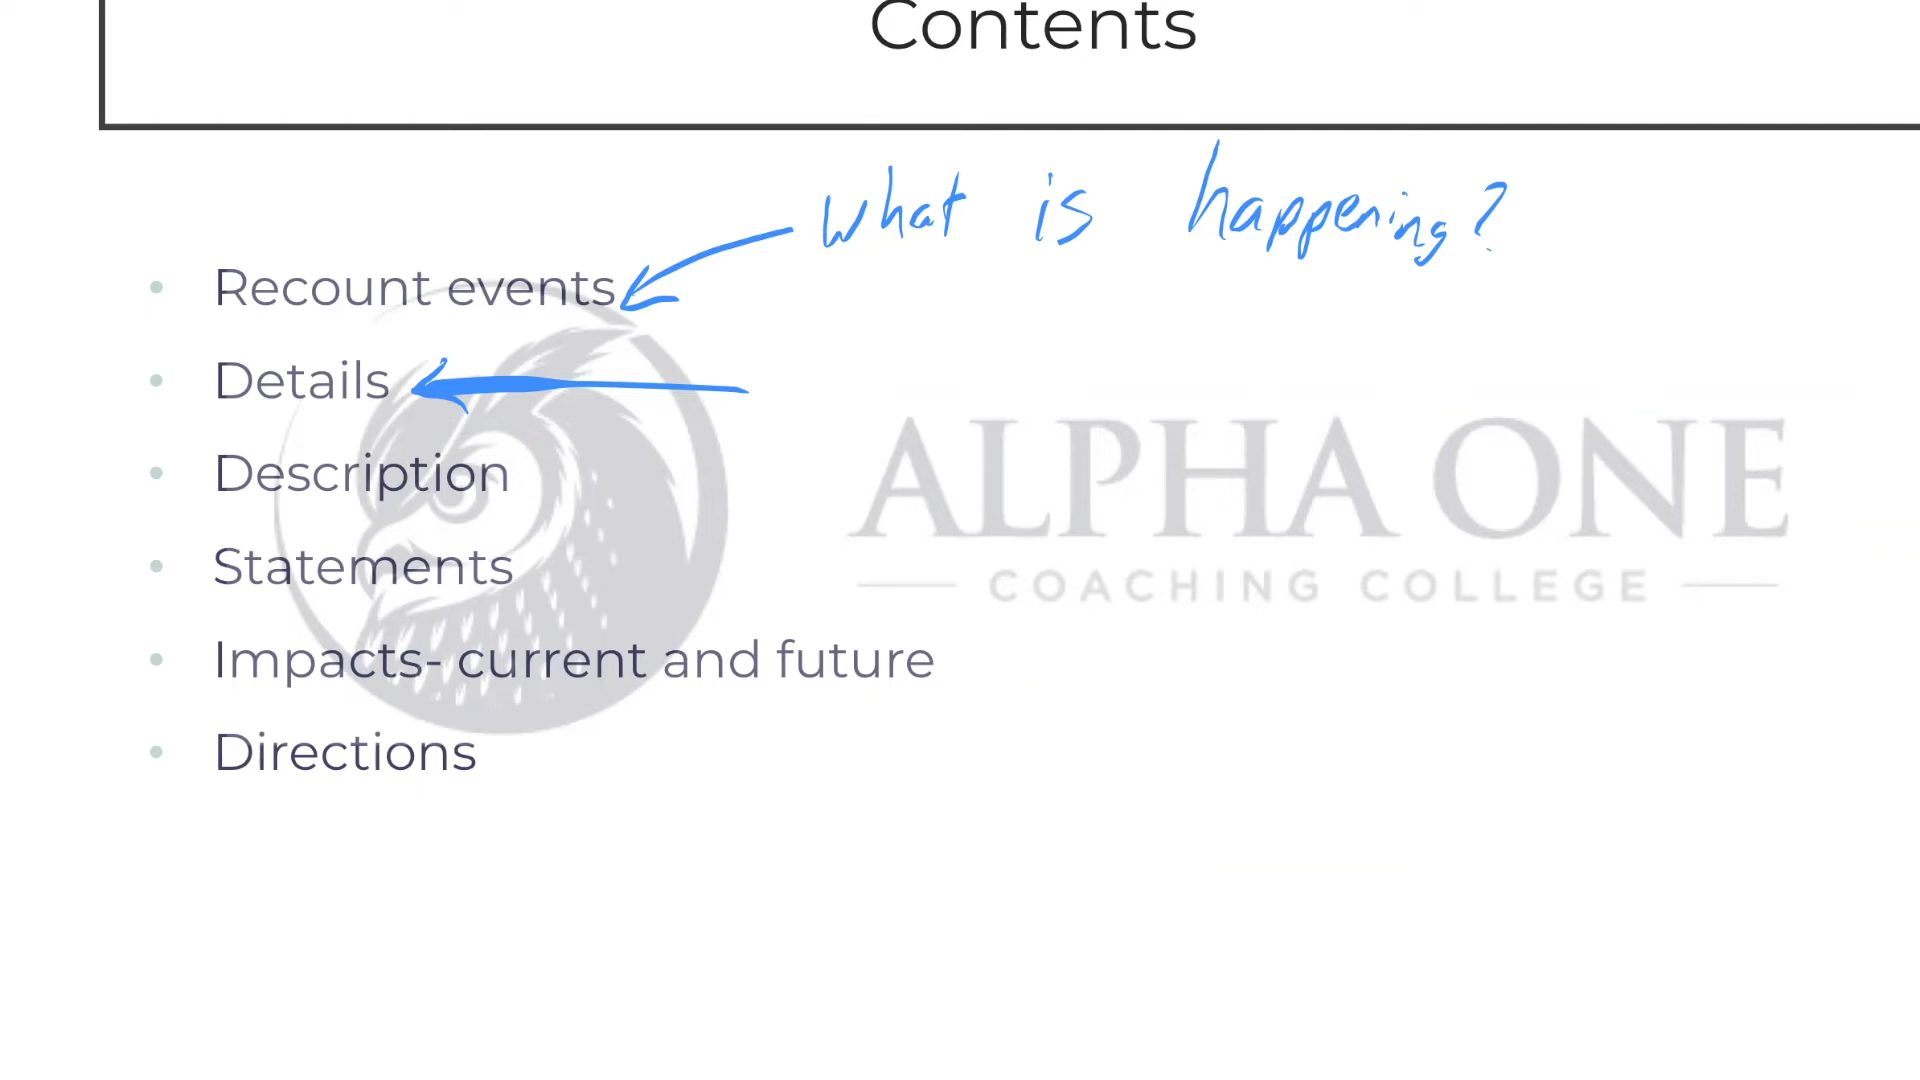 Contents
what is happening?
• Recount events
• Details
• Description
• Statements
• Impacts- current and future
• Directions
ALPHA ONE
COACHING COLLEGE